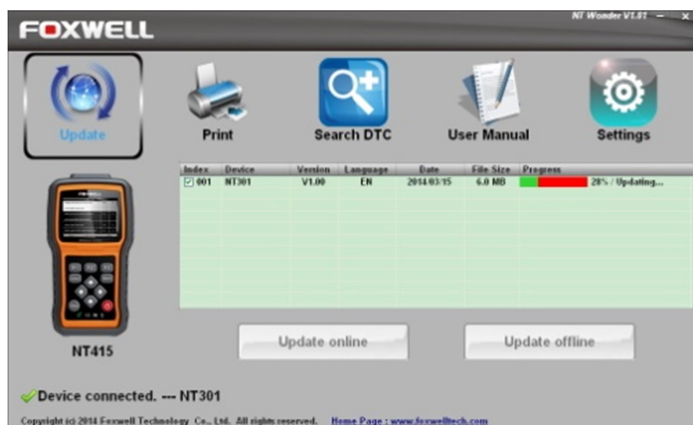 NT Wonder V1.01
FOXWELL
Update Print Search DTC User Manual Settings
Index Device Version Language Date File Size Progress
001 NT301 V1.00 EN 2014/03/15 6.0 MB 28% / Updating...
FOXWELL
NT415
Update online Update offline
Device connected. --- NT301
Copyright (c) 2014 Foxwell Technology Co., Ltd. All rights reserved. Home Page : www.foxwelltech.com